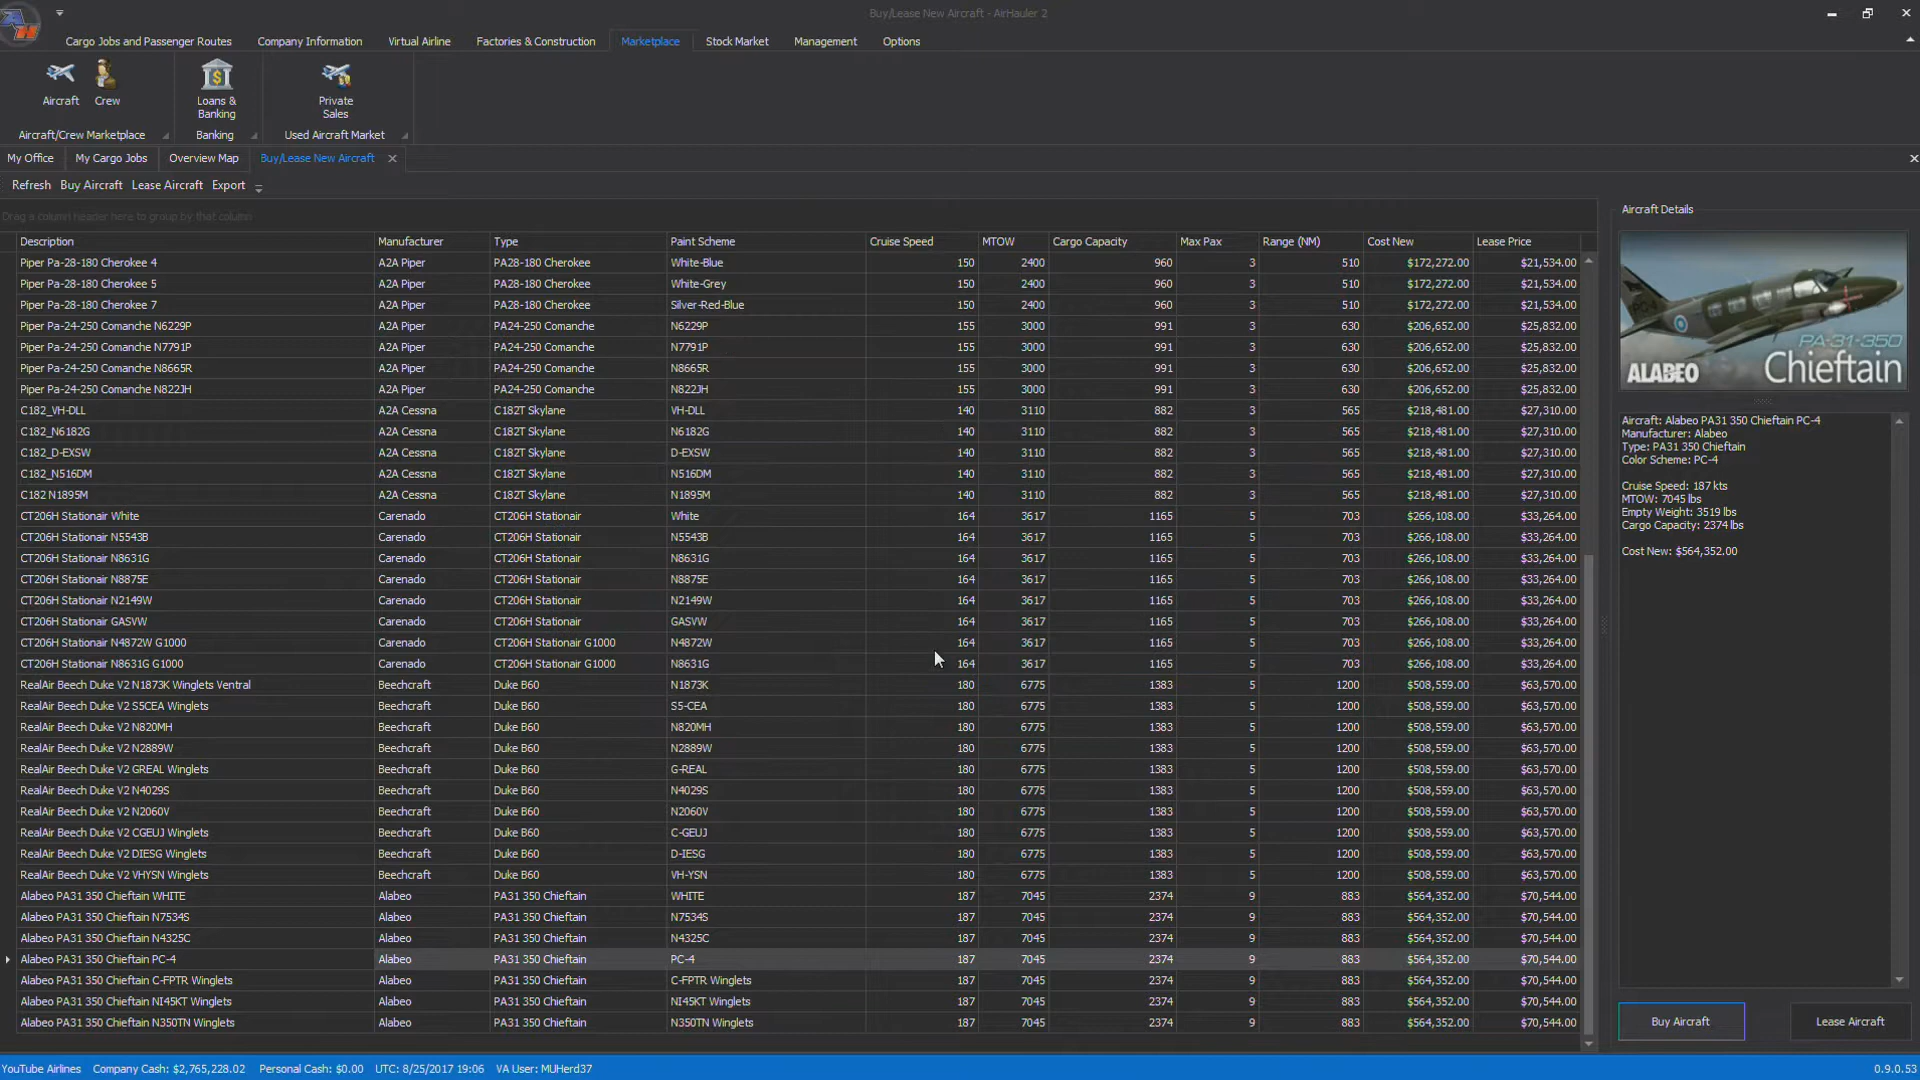 Buy/Lease New Aircraft - AirHauler 2
Cargo Jobs and Passenger Routes Company Information Virtual Airline Factories & Construction Marketplace Stock Market Management Options
Aircraft Crew Loans & Banking Private Sales
Aircraft/Crew Marketplace Banking Used Aircraft Market
My Office My Cargo Jobs Overview Map Buy/Lease New Aircraft
Refresh Buy Aircraft Lease Aircraft Export
Drag a column header here to group by that column
Description Manufacturer Type Paint Scheme Cruise Speed MTOW Cargo Capacity Max Pax Range (NM) Cost New Lease Price
Piper Pa-28-180 Cherokee 4 A2A Piper PA28-180 Cherokee White-Blue 150 2400 960 3 510 $172,272.00 $21,534.00
Piper Pa-28-180 Cherokee 5 A2A Piper PA28-180 Cherokee White-Grey 150 2400 960 3 510 $172,272.00 $21,534.00
Piper Pa-28-180 Cherokee 7 A2A Piper PA28-180 Cherokee Silver-Red-Blue 150 2400 960 3 510 $172,272.00 $21,534.00
Piper Pa-24-250 Comanche N6229P A2A Piper PA24-250 Comanche N6229P 155 3000 991 3 630 $206,652.00 $25,832.00
Piper Pa-24-250 Comanche N7791P A2A Piper PA24-250 Comanche N7791P 155 3000 991 3 630 $206,652.00 $25,832.00
Piper Pa-24-250 Comanche N8665R A2A Piper PA24-250 Comanche N8665R 155 3000 991 3 630 $206,652.00 $25,832.00
Piper Pa-24-250 Comanche N822JH A2A Piper PA24-250 Comanche N822JH 155 3000 991 3 630 $206,652.00 $25,832.00
C182_VH-DLL A2A Cessna C182T Skylane VH-DLL 140 3110 882 3 565 $218,481.00 $27,310.00
C182_N6182G A2A Cessna C182T Skylane N6182G 140 3110 882 3 565 $218,481.00 $27,310.00
C182_D-EXSW A2A Cessna C182T Skylane D-EXSW 140 3110 882 3 565 $218,481.00 $27,310.00
C182_N516DM A2A Cessna C182T Skylane N516DM 140 3110 882 3 565 $218,481.00 $27,310.00
C182 N1895M A2A Cessna C182T Skylane N1895M 140 3110 882 3 565 $218,481.00 $27,310.00
CT206H Stationair White Carenado CT206H Stationair White 164 3617 1165 5 703 $266,108.00 $33,264.00
CT206H Stationair N5543B Carenado CT206H Stationair N5543B 164 3617 1165 5 703 $266,108.00 $33,264.00
CT206H Stationair N8631G Carenado CT206H Stationair N8631G 164 3617 1165 5 703 $266,108.00 $33,264.00
CT206H Stationair N8875E Carenado CT206H Stationair N8875E 164 3617 1165 5 703 $266,108.00 $33,264.00
CT206H Stationair N2149W Carenado CT206H Stationair N2149W 164 3617 1165 5 703 $266,108.00 $33,264.00
CT206H Stationair GASVW Carenado CT206H Stationair GASVW 164 3617 1165 5 703 $266,108.00 $33,264.00
CT206H Stationair N4872W G1000 Carenado CT206H Stationair G1000 N4872W 164 3617 1165 5 703 $266,108.00 $33,264.00
CT206H Stationair N8631G G1000 Carenado CT206H Stationair G1000 N8631G 164 3617 1165 5 703 $266,108.00 $33,264.00
RealAir Beech Duke V2 N1873K Winglets Ventral Beechcraft Duke B60 N1873K 180 6775 1383 5 1200 $508,559.00 $63,570.00
RealAir Beech Duke V2 S5CEA Winglets Beechcraft Duke B60 S5-CEA 180 6775 1383 5 1200 $508,559.00 $63,570.00
RealAir Beech Duke V2 N820MH Beechcraft Duke B60 N820MH 180 6775 1383 5 1200 $508,559.00 $63,570.00
RealAir Beech Duke V2 N2889W Beechcraft Duke B60 N2889W 180 6775 1383 5 1200 $508,559.00 $63,570.00
RealAir Beech Duke V2 GREAL Winglets Beechcraft Duke B60 G-REAL 180 6775 1383 5 1200 $508,559.00 $63,570.00
RealAir Beech Duke V2 N4029S Beechcraft Duke B60 N4029S 180 6775 1383 5 1200 $508,559.00 $63,570.00
RealAir Beech Duke V2 N2060V Beechcraft Duke B60 N2060V 180 6775 1383 5 1200 $508,559.00 $63,570.00
RealAir Beech Duke V2 CGEUJ Winglets Beechcraft Duke B60 C-GEUJ 180 6775 1383 5 1200 $508,559.00 $63,570.00
RealAir Beech Duke V2 DIESG Winglets Beechcraft Duke B60 D-IESG 180 6775 1383 5 1200 $508,559.00 $63,570.00
RealAir Beech Duke V2 VHYSN Winglets Beechcraft Duke B60 VH-YSN 180 6775 1383 5 1200 $508,559.00 $63,570.00
Alabeo PA31 350 Chieftain WHITE Alabeo PA31 350 Chieftain WHITE 187 7045 2374 9 883 $564,352.00 $70,544.00
Alabeo PA31 350 Chieftain N7534S Alabeo PA31 350 Chieftain N7534S 187 7045 2374 9 883 $564,352.00 $70,544.00
Alabeo PA31 350 Chieftain N4325C Alabeo PA31 350 Chieftain N4325C 187 7045 2374 9 883 $564,352.00 $70,544.00
Alabeo PA31 350 Chieftain PC-4 Alabeo PA31 350 Chieftain PC-4 187 7045 2374 9 883 $564,352.00 $70,544.00
Alabeo PA31 350 Chieftain C-FPTR Winglets Alabeo PA31 350 Chieftain C-FPTR Winglets 187 7045 2374 9 883 $564,352.00 $70,544.00
Alabeo PA31 350 Chieftain NI45KT Winglets Alabeo PA31 350 Chieftain NI45KT Winglets 187 7045 2374 9 883 $564,352.00 $70,544.00
Alabeo PA31 350 Chieftain N350TN Winglets Alabeo PA31 350 Chieftain N350TN Winglets 187 7045 2374 9 883 $564,352.00 $70,544.00
Aircraft Details
PA-31-350
ALABEO Chieftain
Aircraft: Alabeo PA31 350 Chieftain PC-4
Manufacturer: Alabeo
Type: PA31 350 Chieftain
Color Scheme: PC-4
Cruise Speed: 187 kts
MTOW: 7045 lbs
Empty Weight: 3519 lbs
Cargo Capacity: 2374 lbs
Cost New: $564,352.00
Buy Aircraft Lease Aircraft
YouTube Airlines Company Cash: $2,765,228.02 Personal Cash: $0.00 UTC: 8/25/2017 19:06 VA User: MUHerd37 0.9.0.53